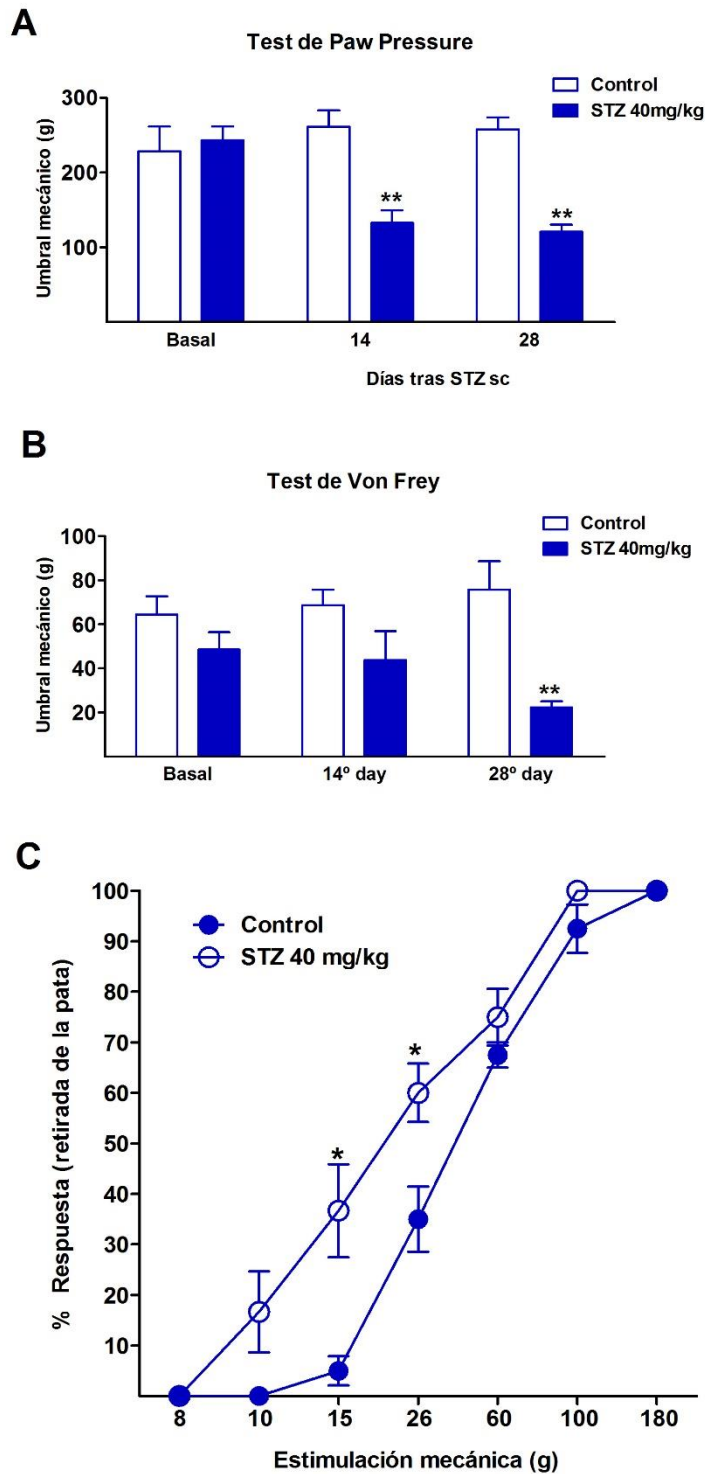 A
Test de Paw Pressure
Control
STZ 40mg/kg
Umbral mecánico (g)
300
200
100
**
**
Basal
14
28
Días tras STZ sc
B
Test de Von Frey
Control
STZ 40mg/kg
Umbral mecánico (g)
100
80
60
40
20
**
Basal
14º day
28º day
C
Control
STZ 40 mg/kg
% Respuesta (retirada de la pata)
100
90
80
70
60
50
40
30
20
10
*
*
8
10
15
26
60
100
180
Estimulación mecánica (g)